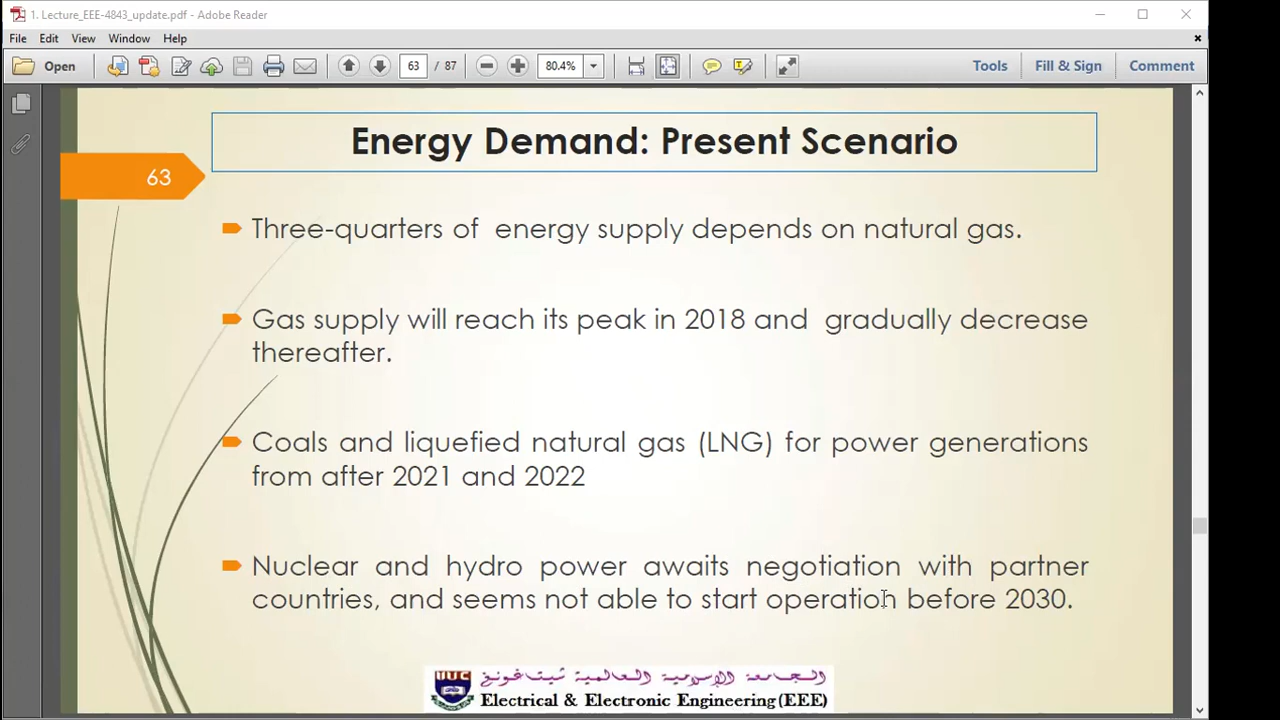 1. Lecture_EEE-4843_update.pdf - Adobe Reader
File Edit View Window Help
Open 63 / 87 80.4% Tools Fill & Sign Comment
Energy Demand: Present Scenario
63
Three-quarters of energy supply depends on natural gas.
Gas supply will reach its peak in 2018 and gradually decrease
thereafter.
Coals and liquefied natural gas (LNG) for power generations
from after 2021 and 2022
Nuclear and hydro power awaits negotiation with partner
countries, and seems not able to start operation before 2030.
الجامعة الإسلامية العالمية شيتاغونغ
IIUC
Electrical & Electronic Engineering (EEE)